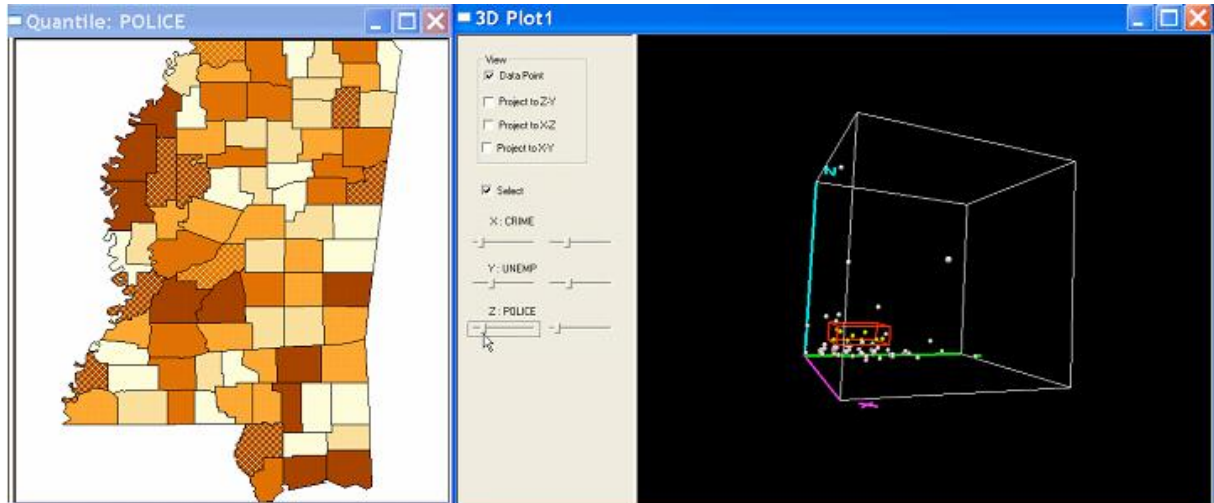 Quantile: POLICE
3D Plot1
View
Data Point
Project to Z-Y
Project to X-Z
Project to X-Y
Select
X : CRIME
Y : UNEMP
Z : POLICE
Z
X